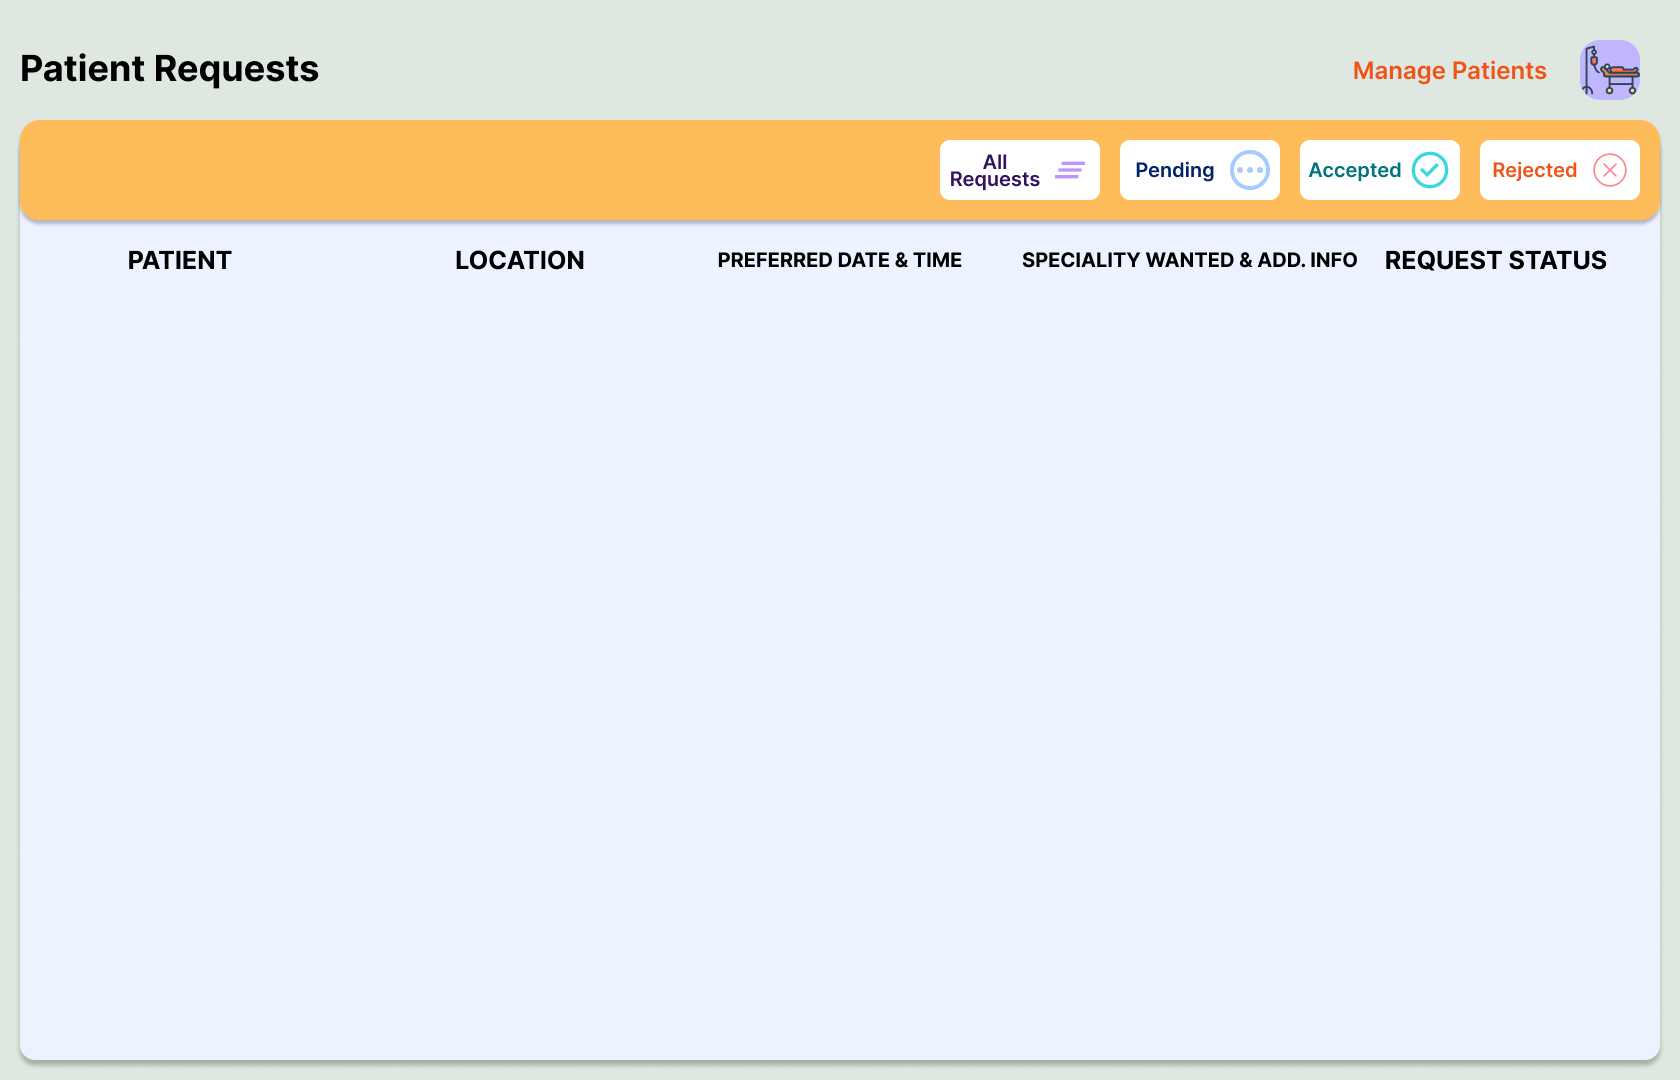 Patient Requests
Manage Patients
All
Requests
Pending
Accepted
Rejected
PATIENT
LOCATION
PREFERRED DATE & TIME
SPECIALITY WANTED & ADD. INFO
REQUEST STATUS